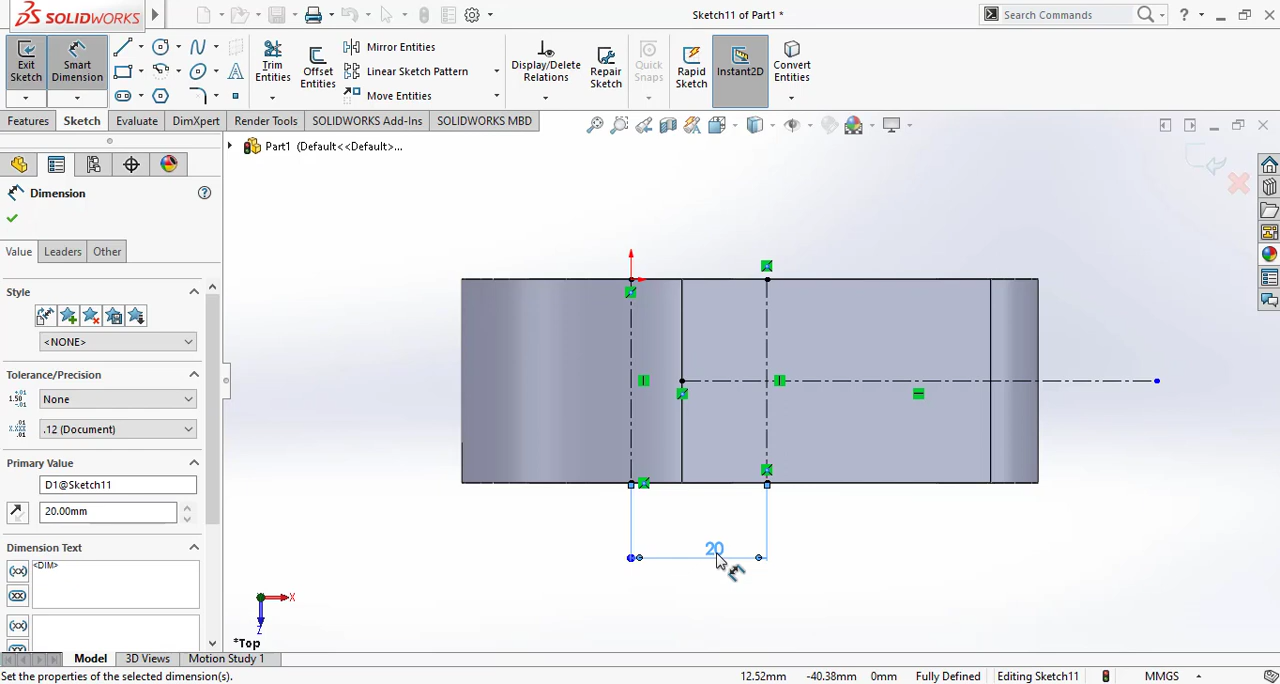 SOLIDWORKS
Sketch11 of Part1 *
Search Commands
?
Exit Sketch
Smart Dimension
Trim Entities
Offset Entities
Mirror Entities
Linear Sketch Pattern
Move Entities
Display/Delete Relations
Repair Sketch
Quick Snaps
Rapid Sketch
Instant2D
Convert Entities
Features
Sketch
Evaluate
DimXpert
Render Tools
SOLIDWORKS Add-Ins
SOLIDWORKS MBD
Part1 (Default<<Default>...
Dimension
Value
Leaders
Other
Style
<NONE>
Tolerance/Precision
None
.12 (Document)
Primary Value
D1@Sketch11
20.00mm
Dimension Text
<DIM>
20
X
Z
*Top
Model
3D Views
Motion Study 1
Set the properties of the selected dimension(s).
12.52mm
-40.38mm
0mm
Fully Defined
Editing Sketch11
MMGS